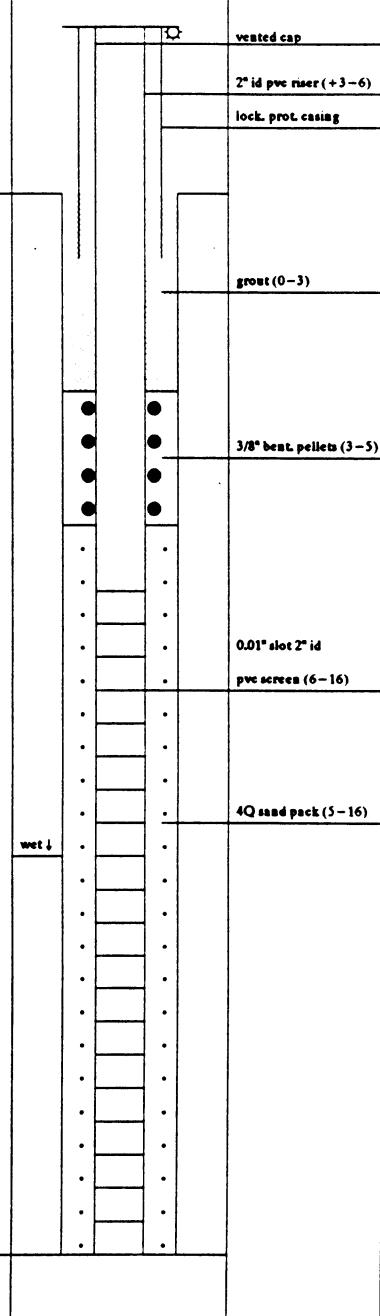 vented cap
2" id pvc riser (+3-6)
lock. prot. casing
grout (0-3)
3/8" bent. pellets (3-5)
0.01" slot 2" id
pvc screen (6-16)
4Q sand pack (5-16)
wet ↓